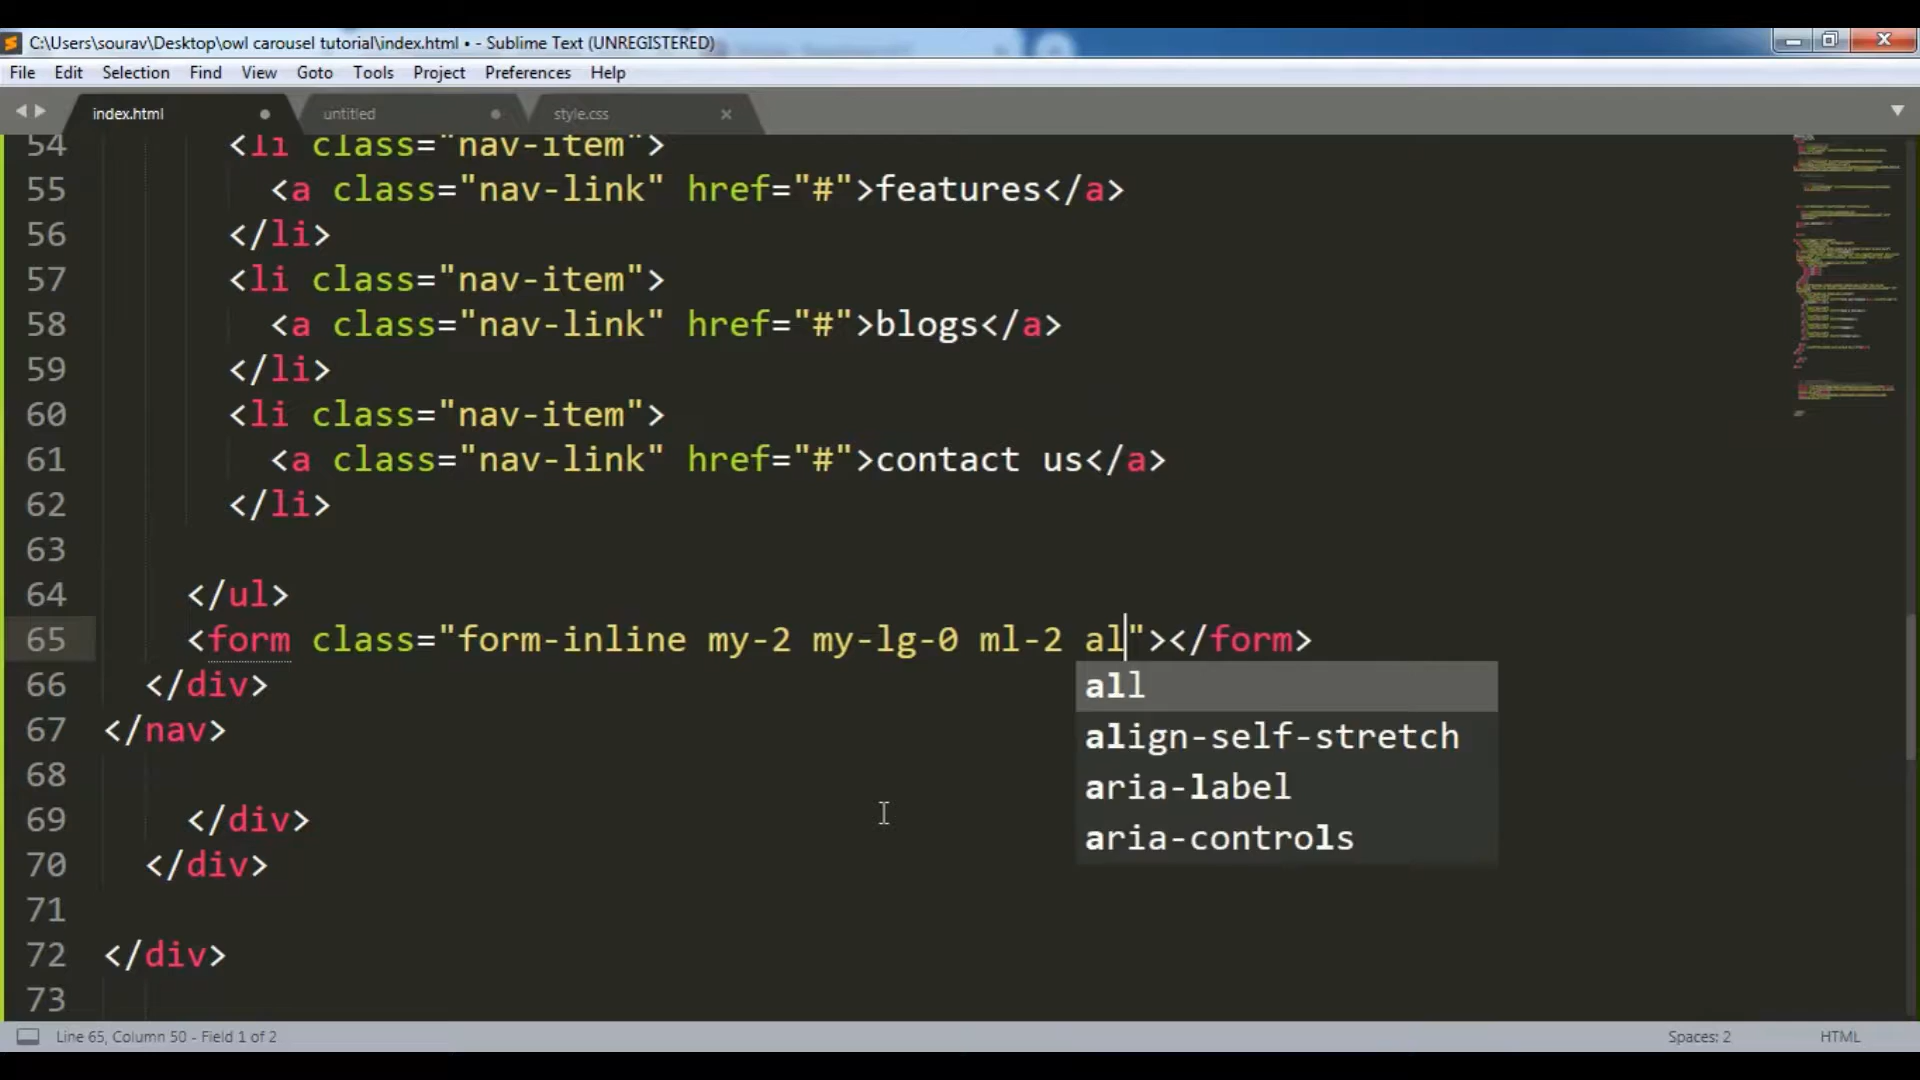 C:\Users\sourav\Desktop\owl carousel tutorial\index.html • - Sublime Text (UNREGISTERED)
File Edit Selection Find View Goto Tools Project Preferences Help
index.html untitled style.css
54 <li class="nav-item">
55 <a class="nav-link" href="#">features</a>
56 </li>
57 <li class="nav-item">
58 <a class="nav-link" href="#">blogs</a>
59 </li>
60 <li class="nav-item">
61 <a class="nav-link" href="#">contact us</a>
62 </li>
63
64 </ul>
65 <form class="form-inline my-2 my-lg-0 ml-2 al"></form>
all
66 </div>
align-self-stretch
67 </nav>
aria-label
68
aria-controls
69 </div>
70 </div>
71
72 </div>
73
Line 65, Column 50 - Field 1 of 2 Spaces: 2 HTML